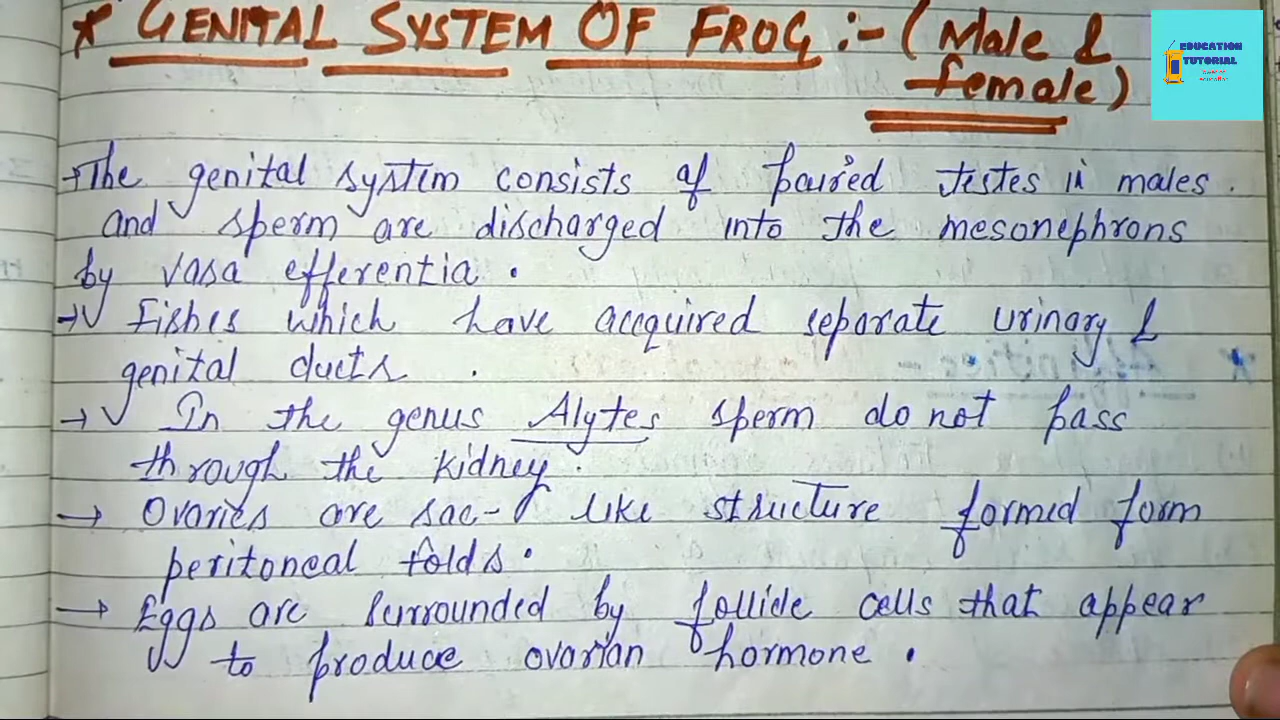 * GENITAL SYSTEM OF FROG :- (Male &
female)
EDUCATION
TUTORIAL
→The genital system consists of paired testes in males.
and sperm are discharged into the mesonephrons
by vasa efferentia.
→ Fishes which have accquired separate urinary &
genital ducts.
→ In the genus Alytes sperm do not pass
through the kidney.
→ Ovaries are sac-like structure formed form
peritoneal folds.
→ Eggs are surrounded by follicle cells that appear
to produce ovarian hormone.